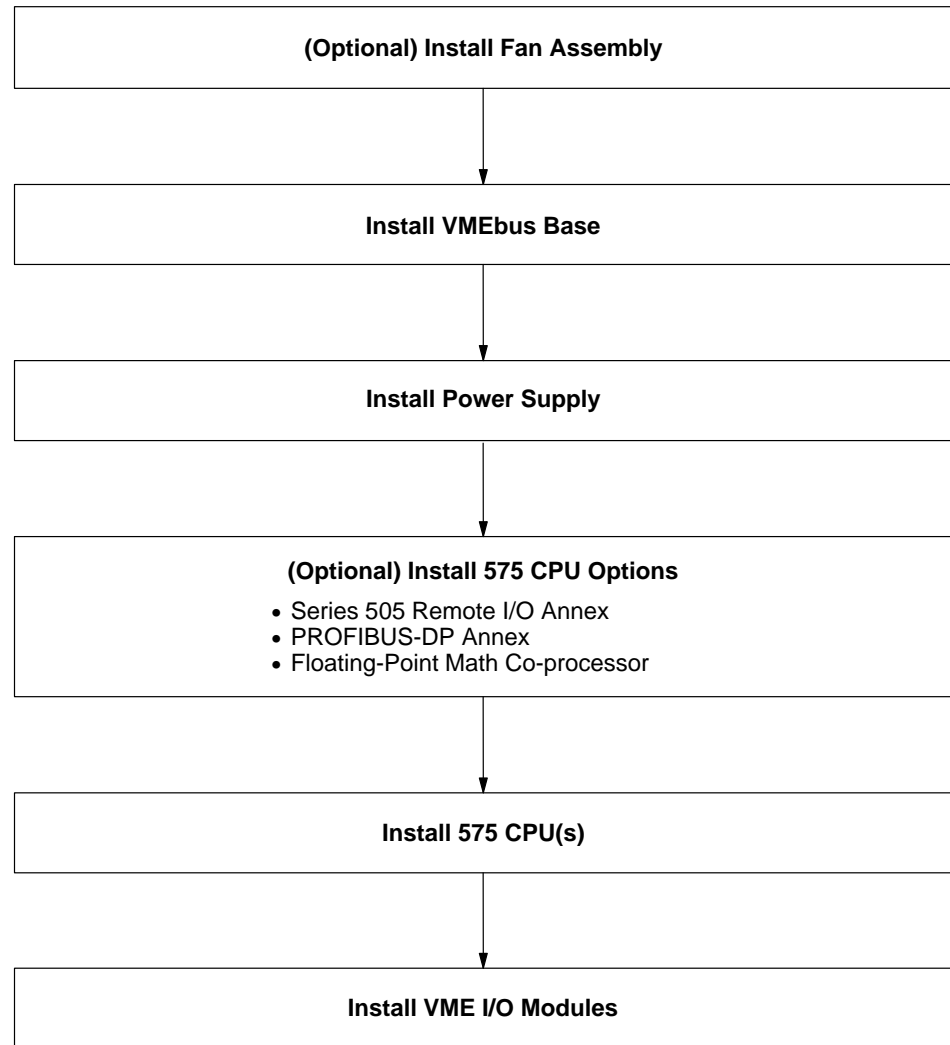 (Optional) Install Fan Assembly
Install VMEbus Base
Install Power Supply
(Optional) Install 575 CPU Options
• Series 505 Remote I/O Annex
• PROFIBUS-DP Annex
• Floating-Point Math Co-processor
Install 575 CPU(s)
Install VME I/O Modules